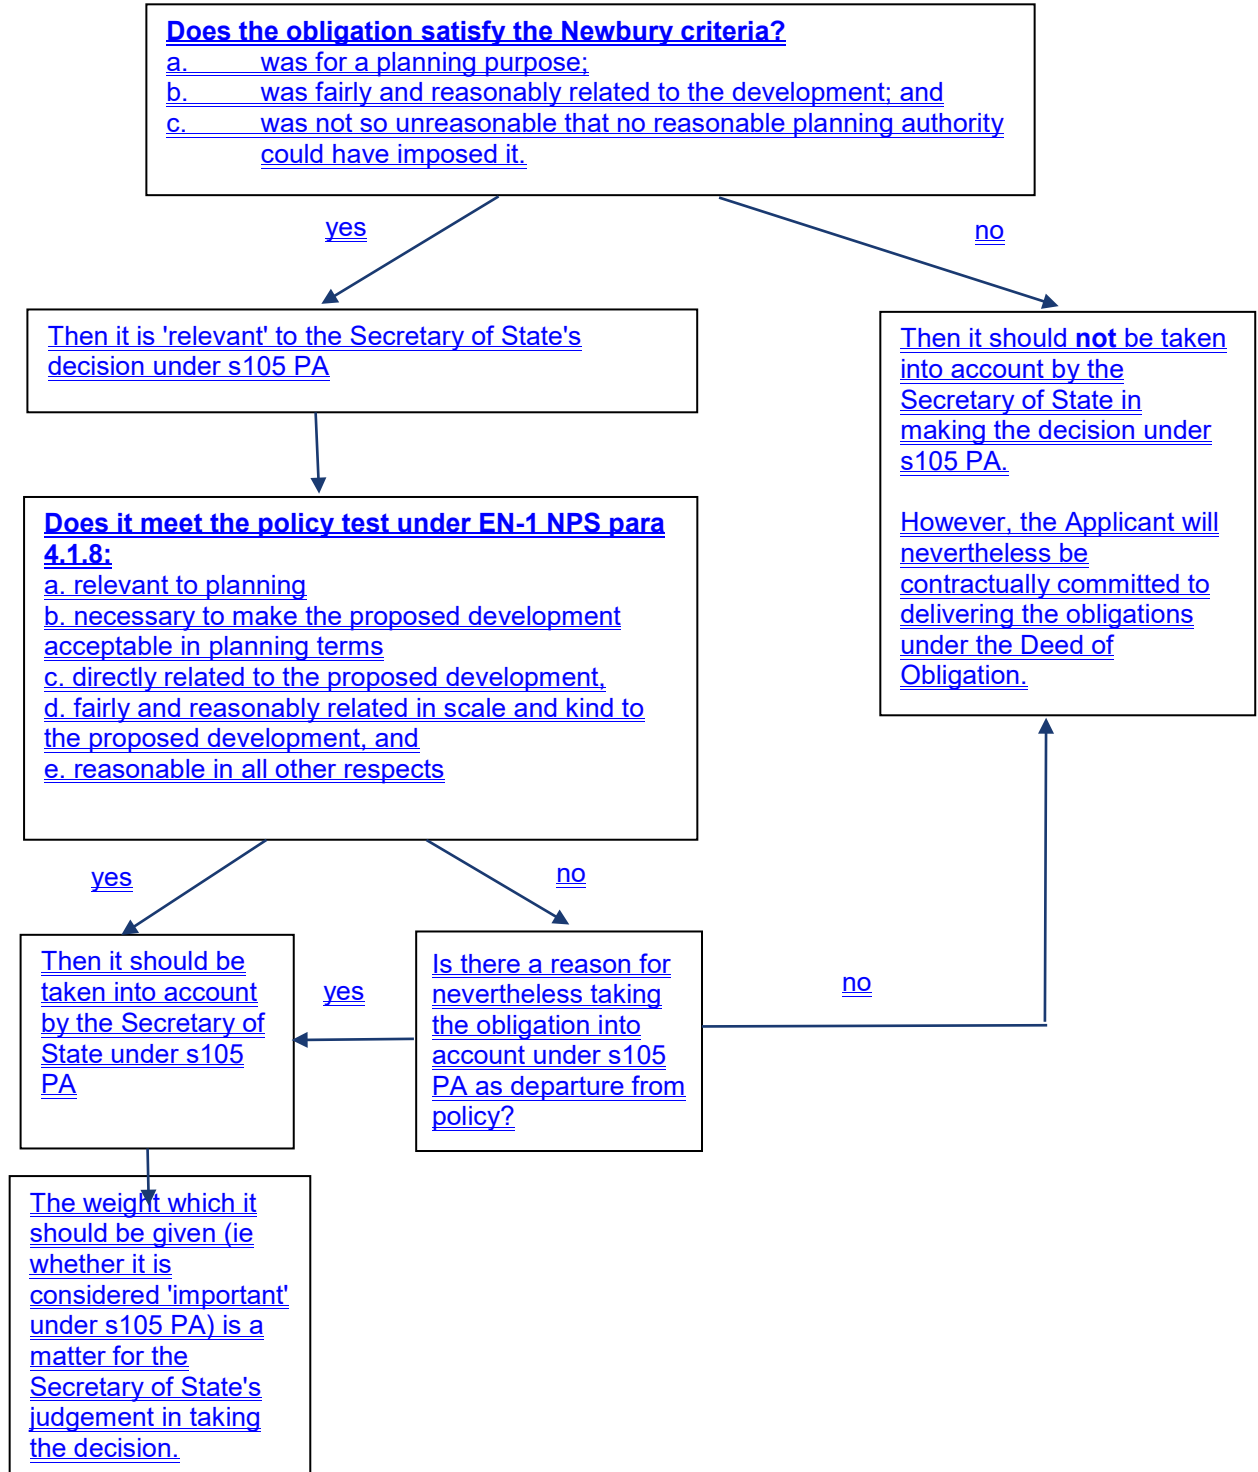 Does the obligation satisfy the Newbury criteria?
a. was for a planning purpose;
b. was fairly and reasonably related to the development; and
c. was not so unreasonable that no reasonable planning authority
could have imposed it.
yes
no
Then it is 'relevant' to the Secretary of State's
decision under s105 PA
Then it should not be taken
into account by the
Secretary of State in
making the decision under
s105 PA.
However, the Applicant will
nevertheless be
contractually committed to
delivering the obligations
under the Deed of
Obligation.
Does it meet the policy test under EN-1 NPS para
4.1.8:
a. relevant to planning
b. necessary to make the proposed development
acceptable in planning terms
c. directly related to the proposed development,
d. fairly and reasonably related in scale and kind to
the proposed development, and
e. reasonable in all other respects
yes
no
Then it should be
taken into account
by the Secretary of
State under s105
PA
yes
Is there a reason for
nevertheless taking
the obligation into
account under s105
PA as departure from
policy?
no
The weight which it
should be given (ie
whether it is
considered 'important'
under s105 PA) is a
matter for the
Secretary of State's
judgement in taking
the decision.